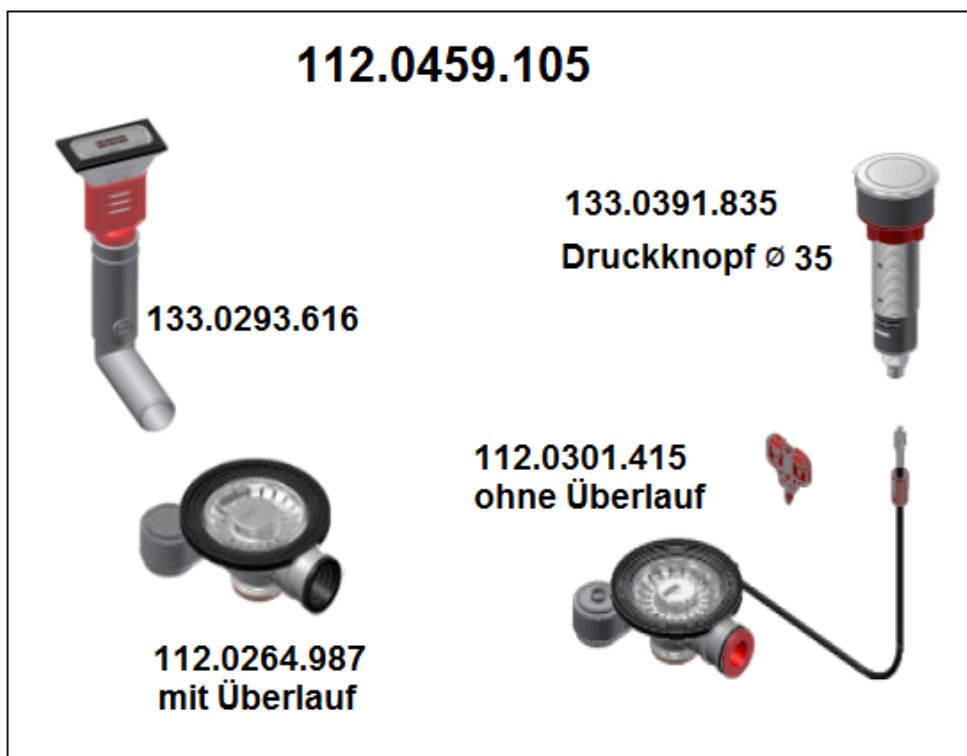 112.0459.105
133.0391.835
Druckknopf ⌀ 35
133.0293.616
112.0301.415
ohne Überlauf
112.0264.987
mit Überlauf